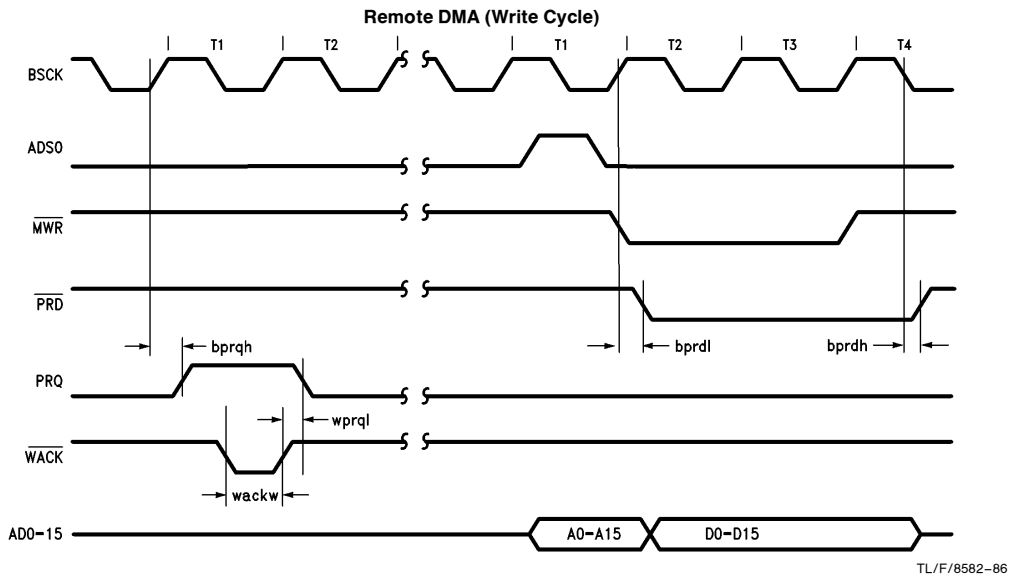 Remote DMA (Write Cycle)
T1 T2 T1 T2 T3 T4
BSCK
ADS0
MWR
PRD
bprqh bprdl bprdh
PRQ
wprql
WACK
wackw
AD0-15 A0-A15 D0-D15
TL/F/8582-86